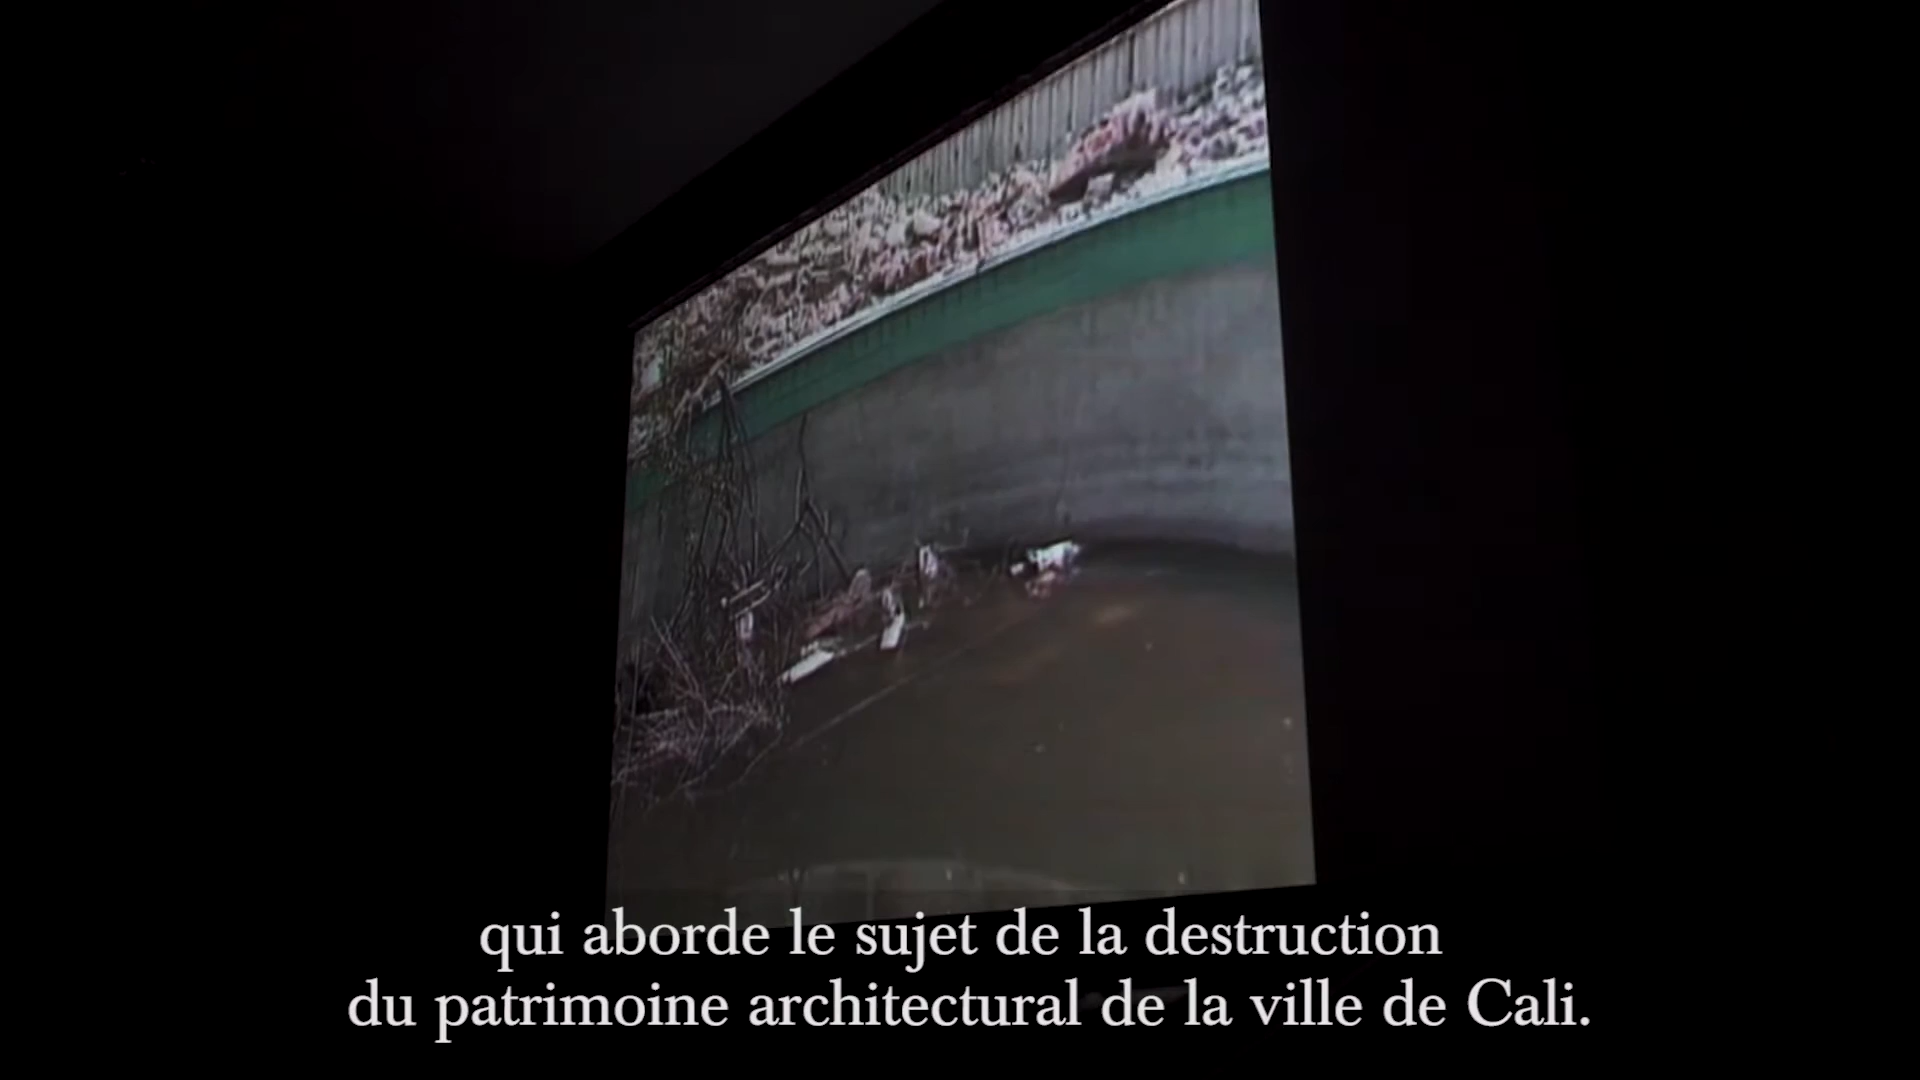 qui aborde le sujet de la destruction
du patrimoine architectural de la ville de Cali.